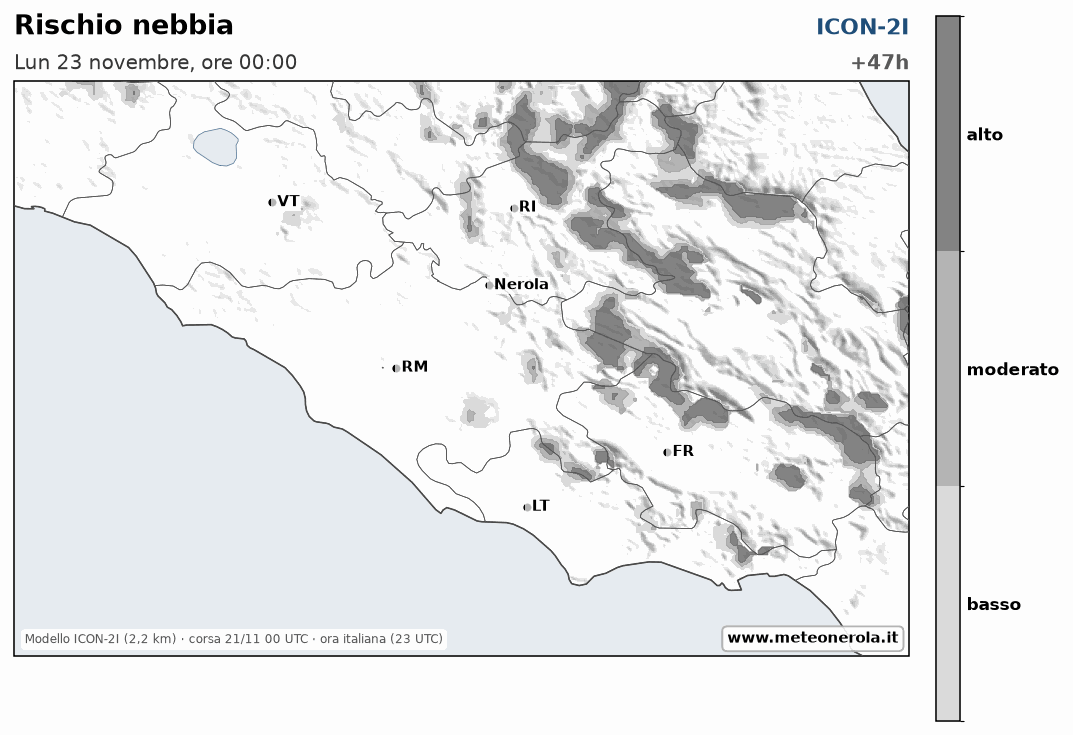 Rischio nebbia
ICON-2I
Lun 23 novembre, ore 00:00
+47h
alto
VT
RI
Nerola
RM
moderato
FR
LT
basso
Modello ICON-2I (2,2 km) · corsa 21/11 00 UTC · ora italiana (23 UTC)
www.meteonerola.it